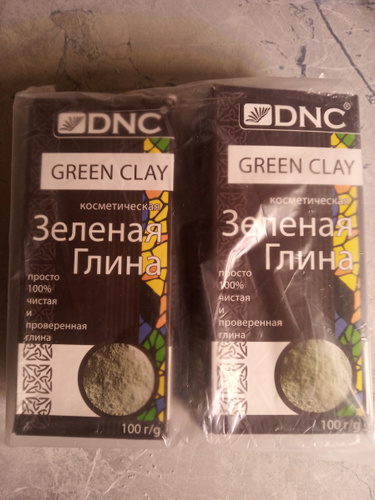 DNC
GREEN CLAY
косметическая
Зеленая
Глина
просто
100%
чистая
и
проверенная
глина
100 г/g
DNC®
GREEN CLAY
косметическая
Зеленая
Глина
просто
100%
чистая
и
проверенная
глина
100 г/g